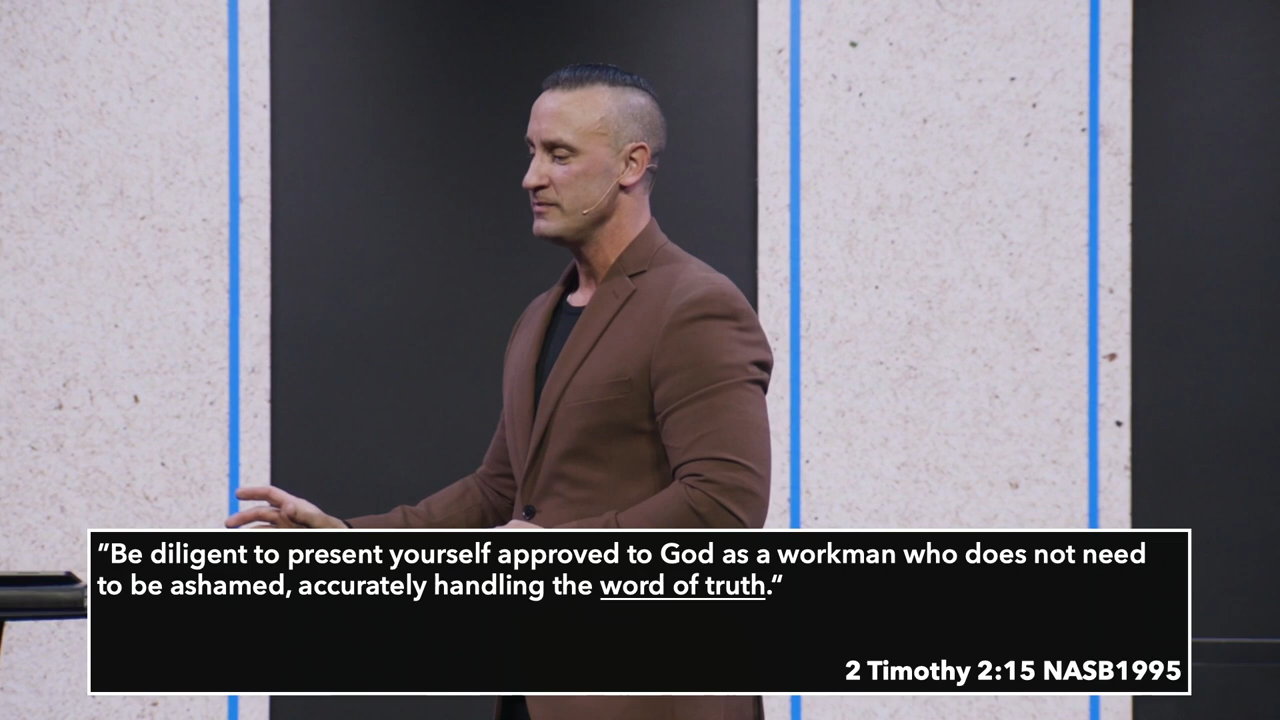 “Be diligent to present yourself approved to God as a workman who does not need
to be ashamed, accurately handling the word of truth.“
2 Timothy 2:15 NASB1995